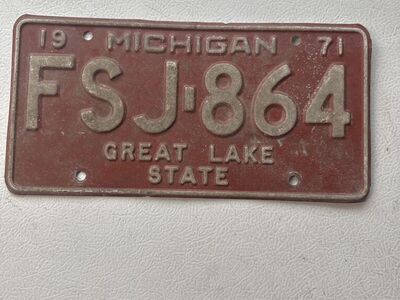 19 MICHIGAN 71
FSJ-864
GREAT LAKE
STATE